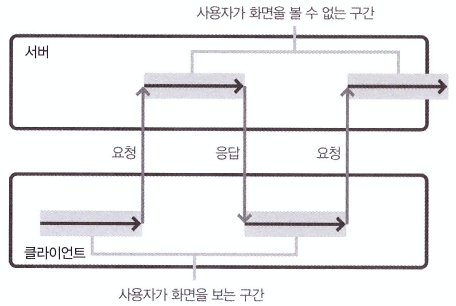 사용자가 화면을 볼 수 없는 구간
서버
요청
응답
요청
클라이언트
사용자가 화면을 보는 구간